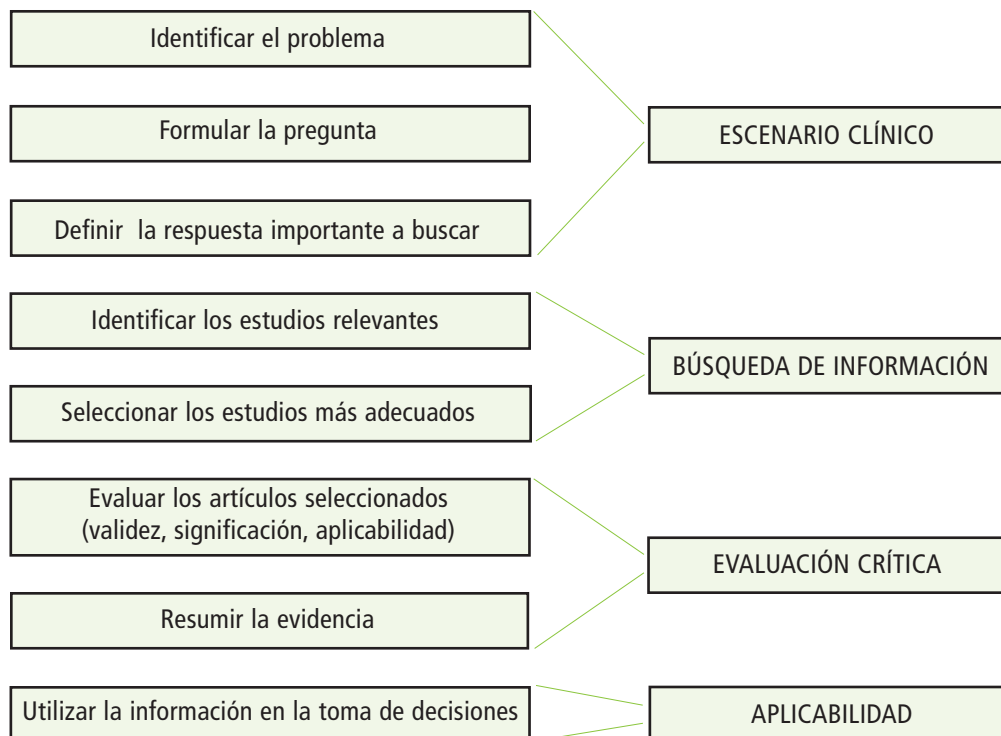 Identificar el problema
Formular la pregunta
ESCENARIO CLÍNICO
Definir la respuesta importante a buscar
Identificar los estudios relevantes
BÚSQUEDA DE INFORMACIÓN
Seleccionar los estudios más adecuados
Evaluar los artículos seleccionados
(validez, significación, aplicabilidad)
EVALUACIÓN CRÍTICA
Resumir la evidencia
Utilizar la información en la toma de decisiones
APLICABILIDAD